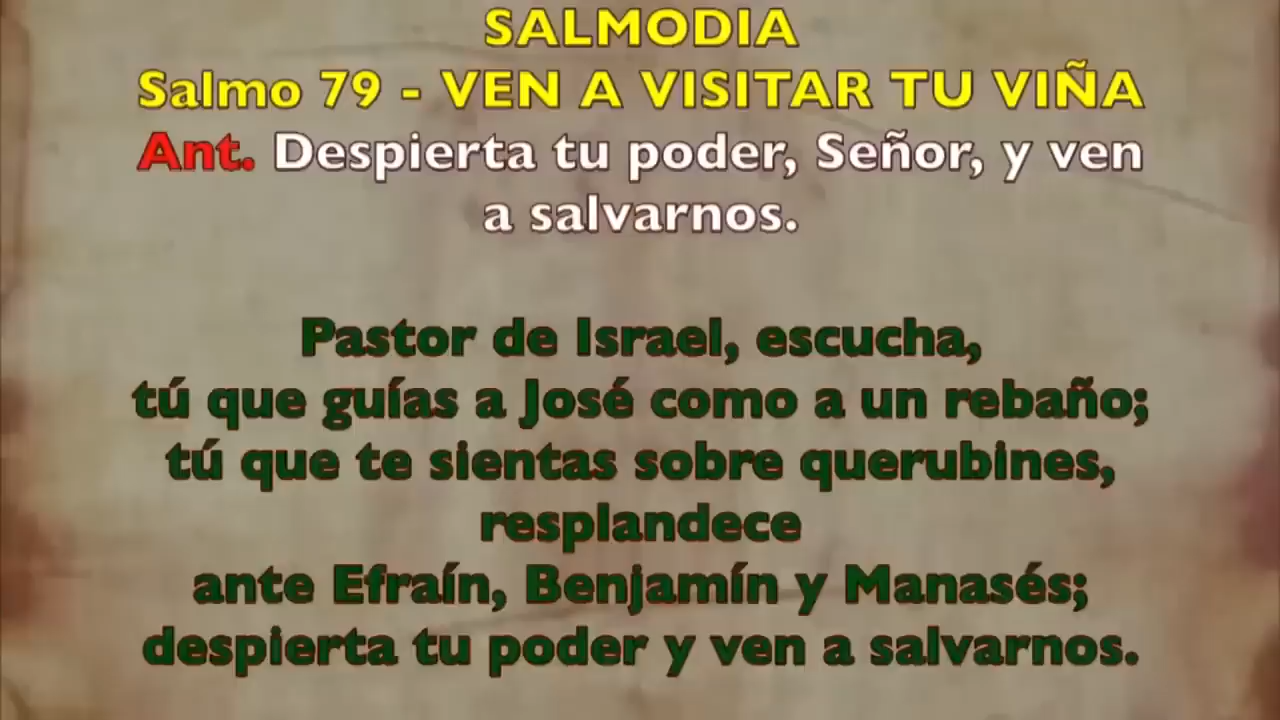 SALMODIA
Salmo 79 - VEN A VISITAR TU VIÑA
Ant. Despierta tu poder, Señor, y ven
a salvarnos.
Pastor de Israel, escucha,
tú que guías a José como a un rebaño;
tú que te sientas sobre querubines,
resplandece
ante Efraín, Benjamín y Manasés;
despierta tu poder y ven a salvarnos.